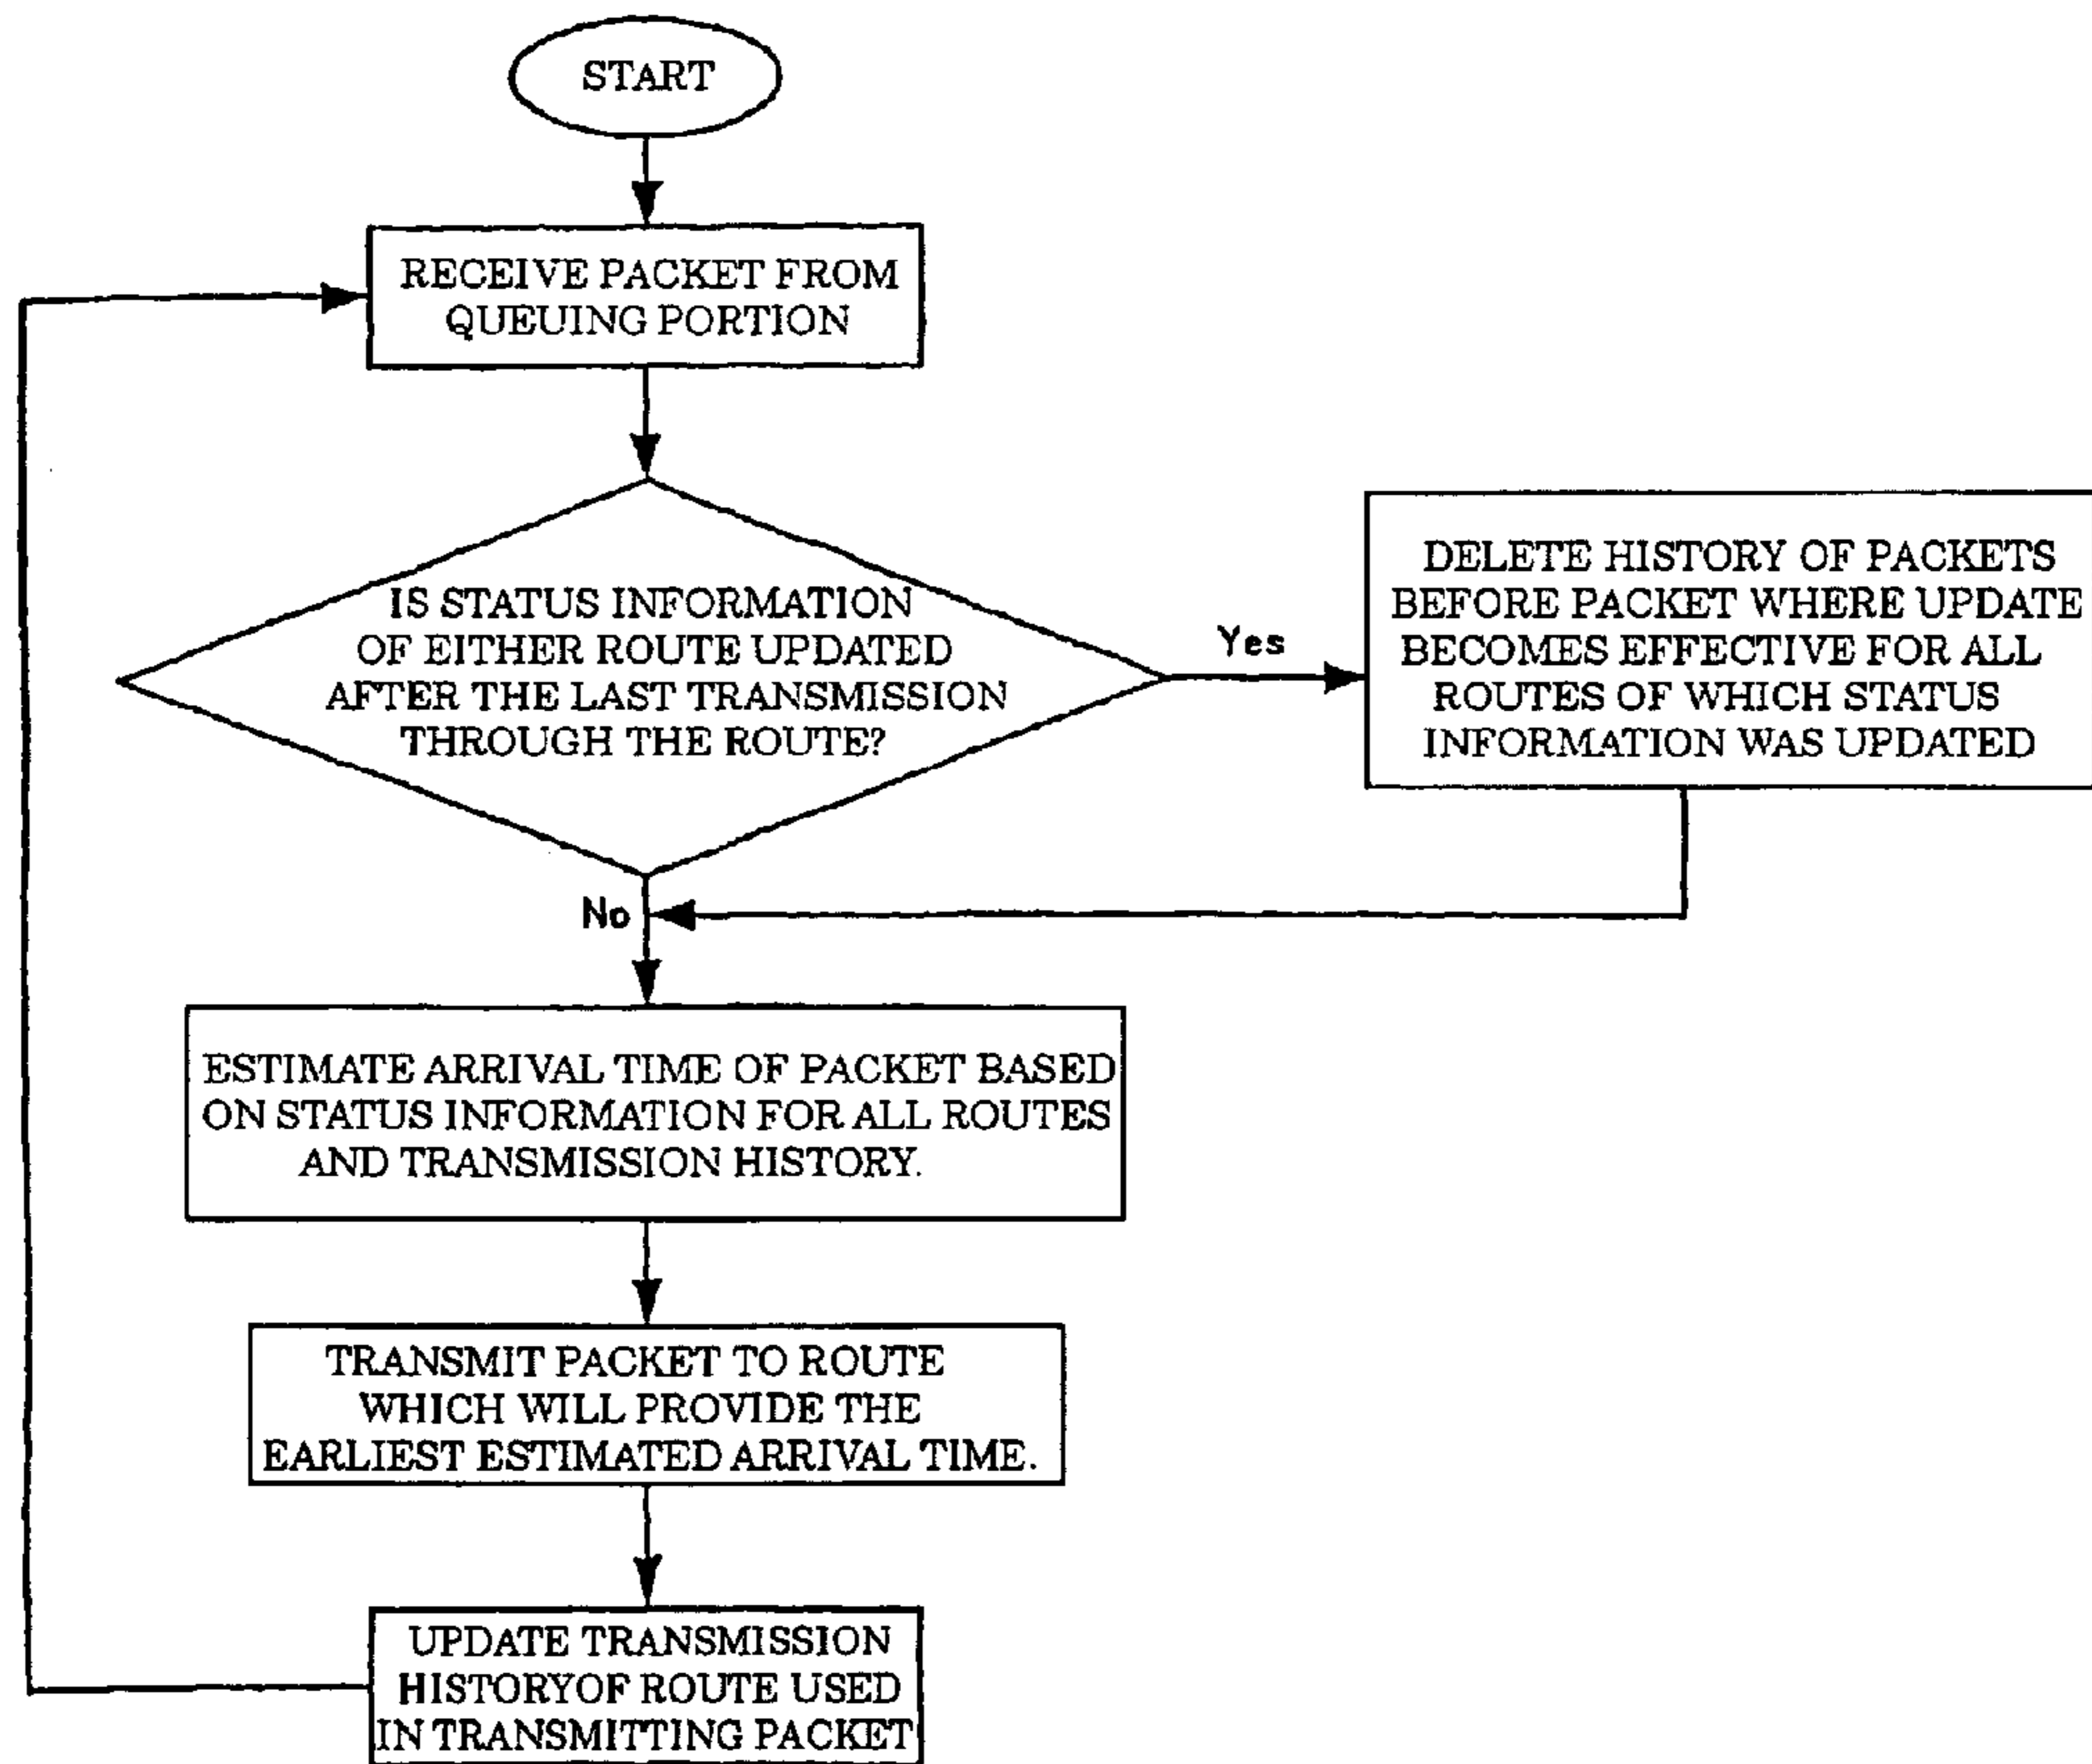 START
RECEIVE PACKET FROM
QUEUING PORTION
IS STATUS INFORMATION
OF EITHER ROUTE UPDATED
AFTER THE LAST TRANSMISSION
THROUGH THE ROUTE?
Yes
DELETE HISTORY OF PACKETS
BEFORE PACKET WHERE UPDATE
BECOMES EFFECTIVE FOR ALL
ROUTES OF WHICH STATUS
INFORMATION WAS UPDATED
No
ESTIMATE ARRIVAL TIME OF PACKET BASED
ON STATUS INFORMATION FOR ALL ROUTES
AND TRANSMISSION HISTORY.
TRANSMIT PACKET TO ROUTE
WHICH WILL PROVIDE THE
EARLIEST ESTIMATED ARRIVAL TIME.
UPDATE TRANSMISSION
HISTORYOF ROUTE USED
IN TRANSMITTING PACKET